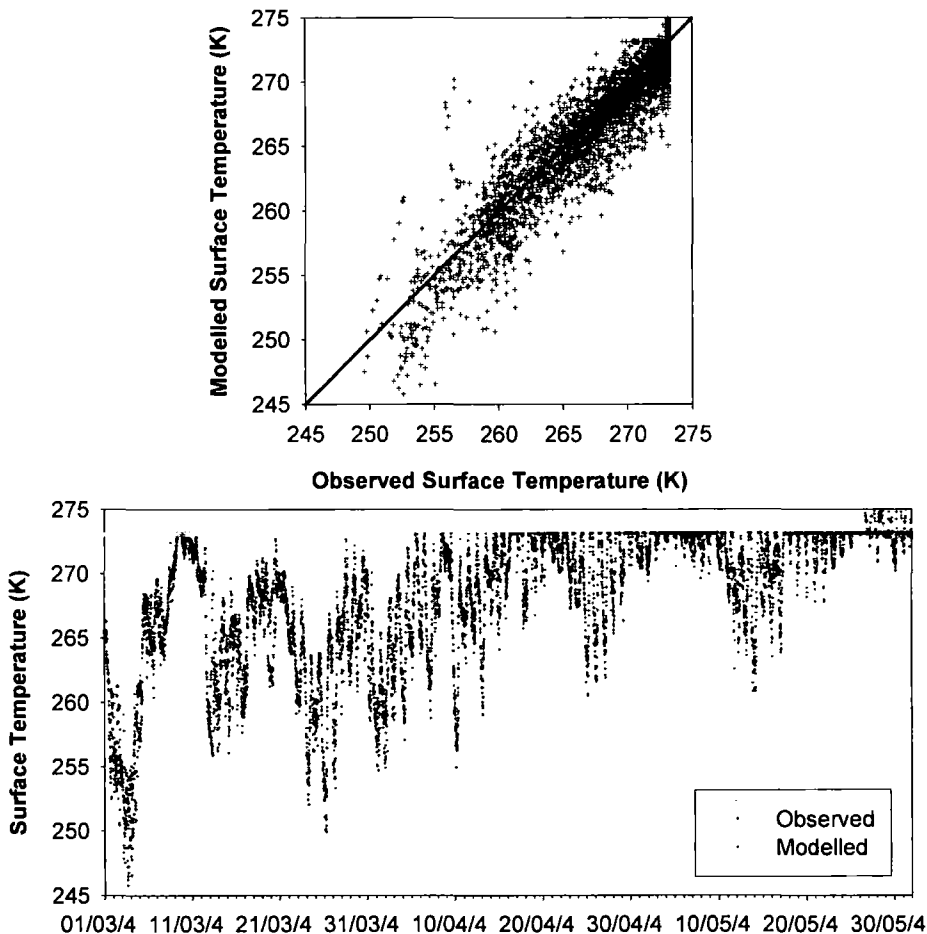 275
270
265
260
255
250
245
Modelled Surface Temperature (K)
245 250 255 260 265 270 275
Observed Surface Temperature (K)
275
270
265
260
255
250
245
Surface Temperature (K)
Observed
Modelled
01/03/4 11/03/4 21/03/4 31/03/4 10/04/4 20/04/4 30/04/4 10/05/4 20/05/4 30/05/4